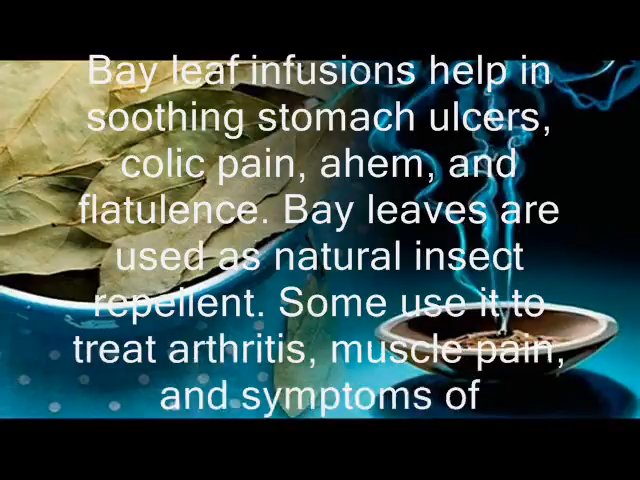 Bay leaf infusions help in
soothing stomach ulcers,
colic pain, ahem, and
flatulence. Bay leaves are
used as natural insect
repellent. Some use it to
treat arthritis, muscle pain,
and symptoms of